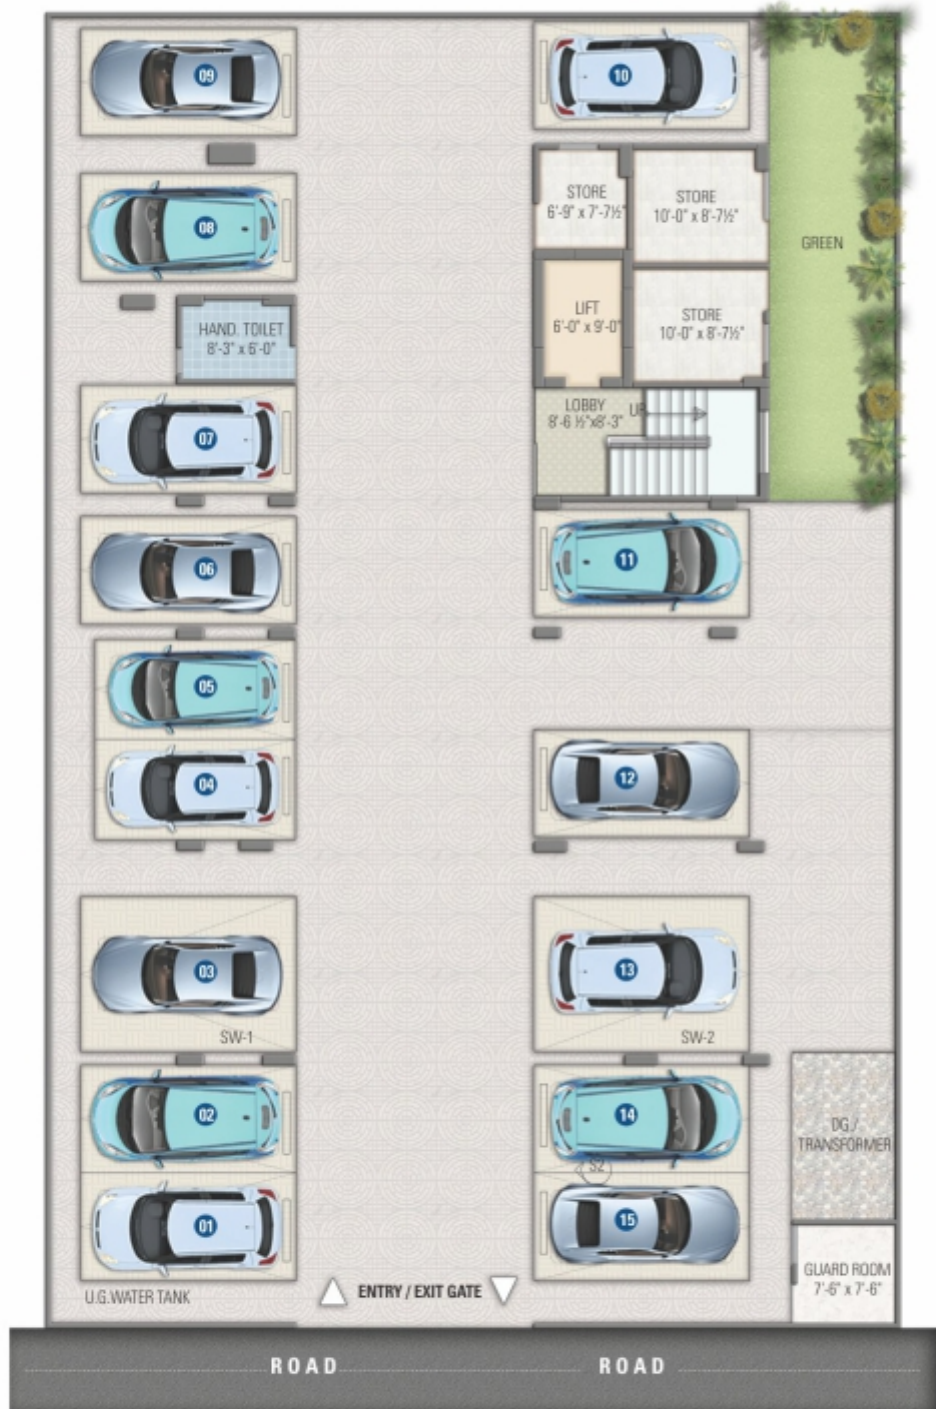 09
10
STORE
6'-9" x 7'-7½"
STORE
10'-0" x 8'-7½"
08
GREEN
HAND. TOILET
8'-3" x 6'-0"
LIFT
6'-0" x 9'-0"
STORE
10'-0" x 8'-7½"
LOBBY
8'-6 ½"x8'-3"
UP
07
06
11
05
04
12
03
SW-1
13
SW-2
02
14
S2
DG./
TRANSFORMER
01
15
U.G.WATER TANK
ENTRY / EXIT GATE
GUARD ROOM
7'-6" x 7'-6"
ROAD
ROAD